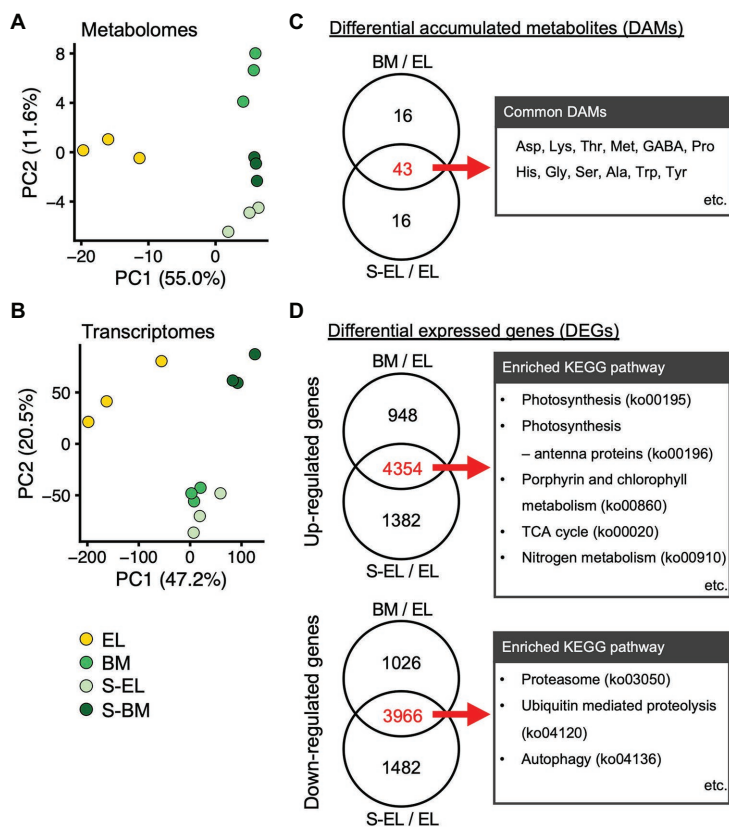 A
Metabolomes
8
4
0
−4
−20
−10
0
PC2 (11.6%)
PC1 (55.0%)
B
Transcriptomes
50
0
−50
−200
−100
0
100
PC2 (20.5%)
PC1 (47.2%)
EL
BM
S-EL
S-BM
C
Differential accumulated metabolites (DAMs)
BM / EL
16
43
16
S-EL / EL
Common DAMs
Asp, Lys, Thr, Met, GABA, Pro
His, Gly, Ser, Ala, Trp, Tyr
etc.
D
Differential expressed genes (DEGs)
Up-regulated genes
BM / EL
948
4354
1382
S-EL / EL
Enriched KEGG pathway
• Photosynthesis (ko00195)
• Photosynthesis
– antenna proteins (ko00196)
• Porphyrin and chlorophyll
metabolism (ko00860)
• TCA cycle (ko00020)
• Nitrogen metabolism (ko00910)
etc.
Down-regulated genes
BM / EL
1026
3966
1482
S-EL / EL
Enriched KEGG pathway
• Proteasome (ko03050)
• Ubiquitin mediated proteolysis
(ko04120)
• Autophagy (ko04136)
etc.